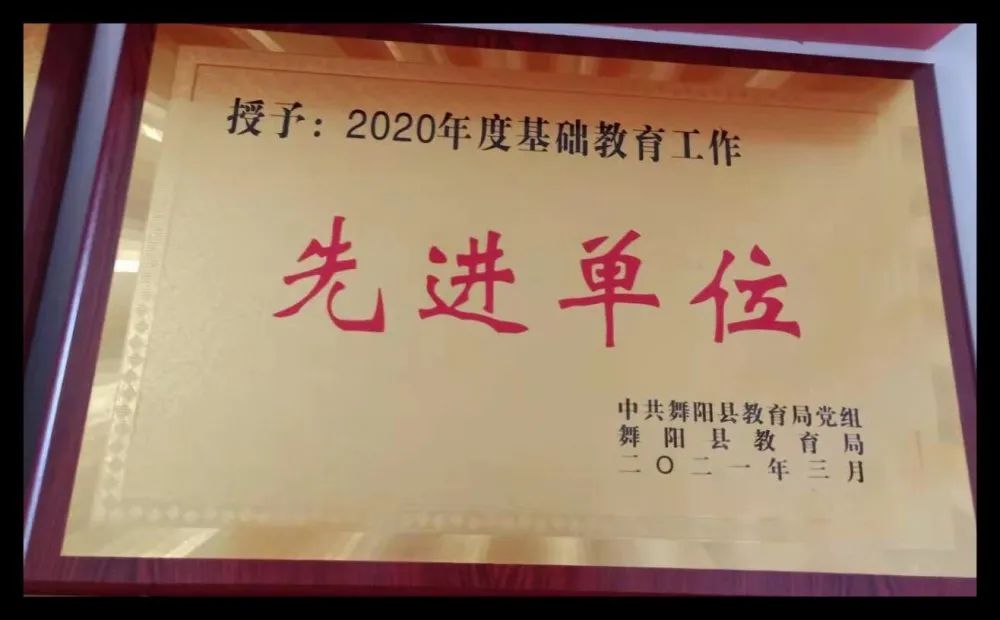 授予：2020年度基础教育工作
先进单位
中共舞阳县教育局党组
舞阳县教育局
二〇二一年三月